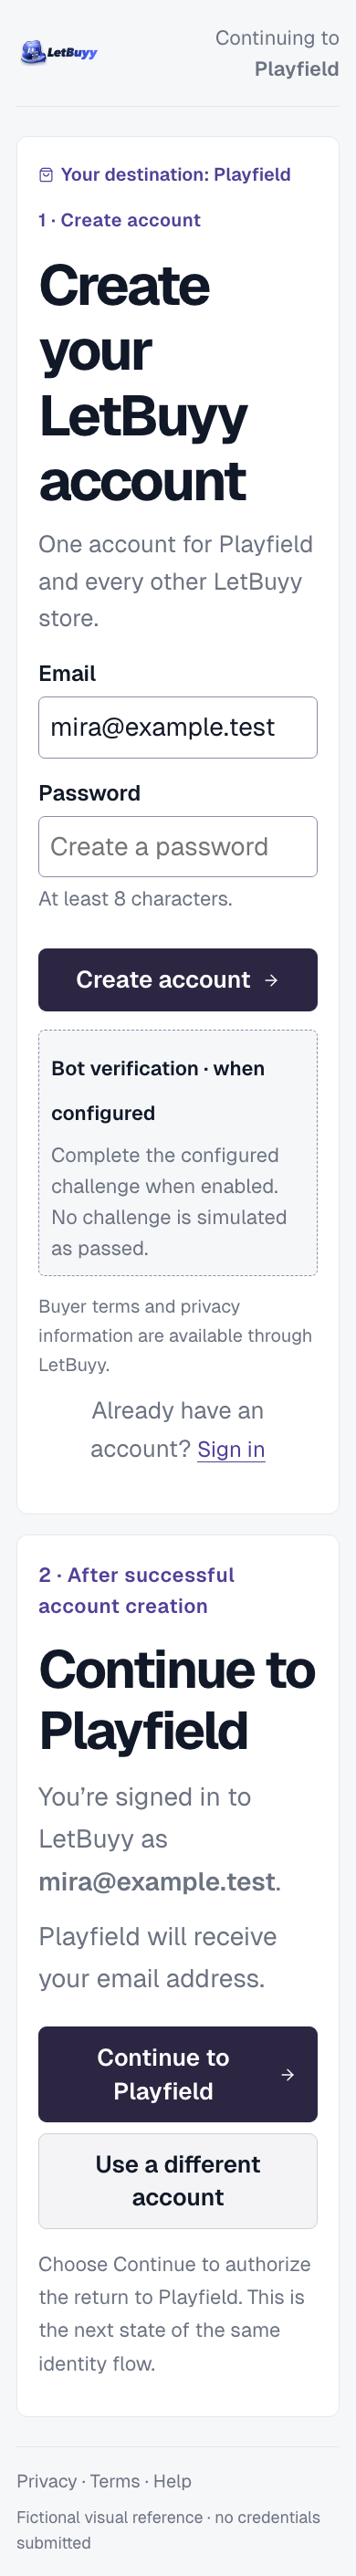 LetBuyy
Continuing to
Playfield
Your destination: Playfield
1 · Create account
Create
your
LetBuyy
account
One account for Playfield
and every other LetBuyy
store.
Email
mira@example.test
Password
Create a password
At least 8 characters.
Create account →
Bot verification · when
configured
Complete the configured
challenge when enabled.
No challenge is simulated
as passed.
Buyer terms and privacy
information are available through
LetBuyy.
Already have an
account? Sign in
2 · After successful
account creation
Continue to
Playfield
You’re signed in to
LetBuyy as
mira@example.test.
Playfield will receive
your email address.
Continue to
Playfield →
Use a different
account
Choose Continue to authorize
the return to Playfield. This is
the next state of the same
identity flow.
Privacy · Terms · Help
Fictional visual reference · no credentials
submitted